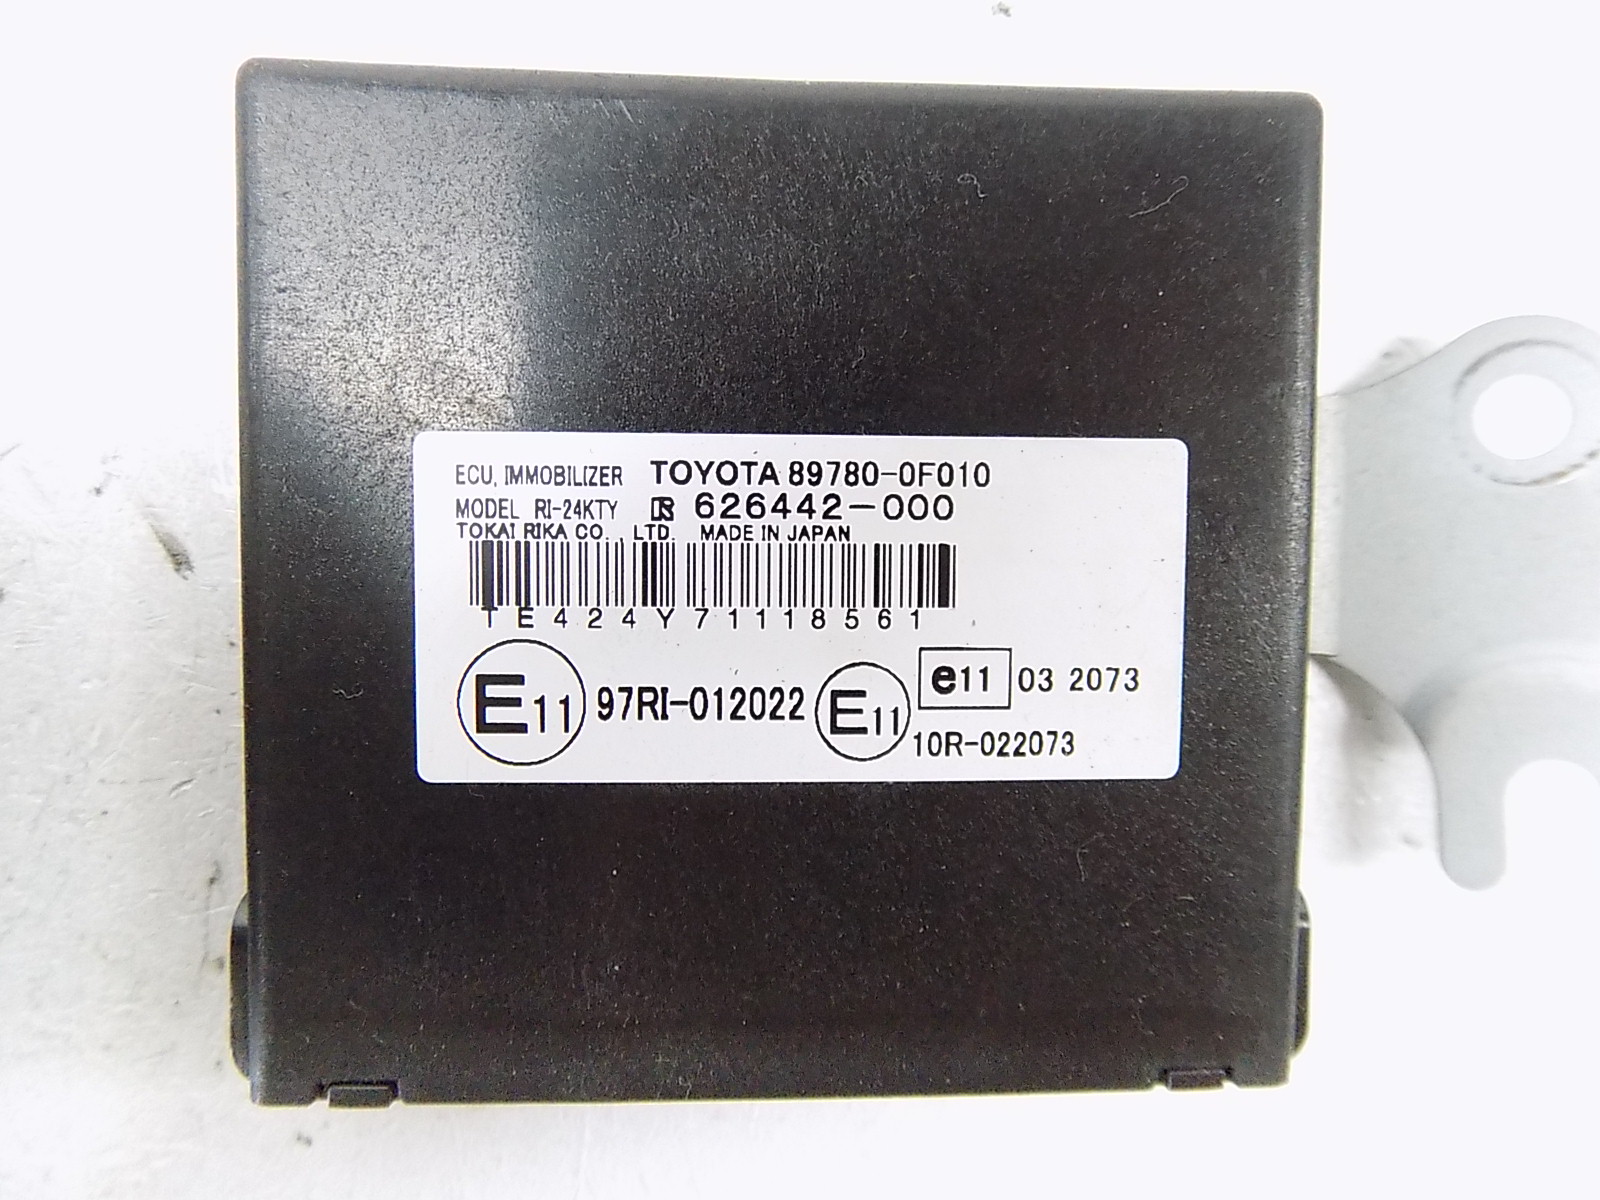 ECU, IMMOBILIZER TOYOTA 89780-0F010
MODEL RI-24KTY 626442-000
TOKAI RIKA CO., LTD. MADE IN JAPAN
TE424Y71118561
E11 97RI-012022 E11 e11 03 2073
10R-022073